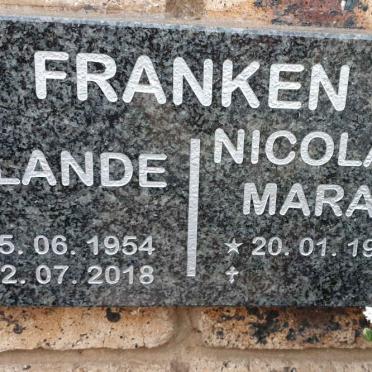 FRANKEN
LANDE
5. 06. 1954
2. 07. 2018
NICOLA
MARA
★ 20. 01. 19
✝